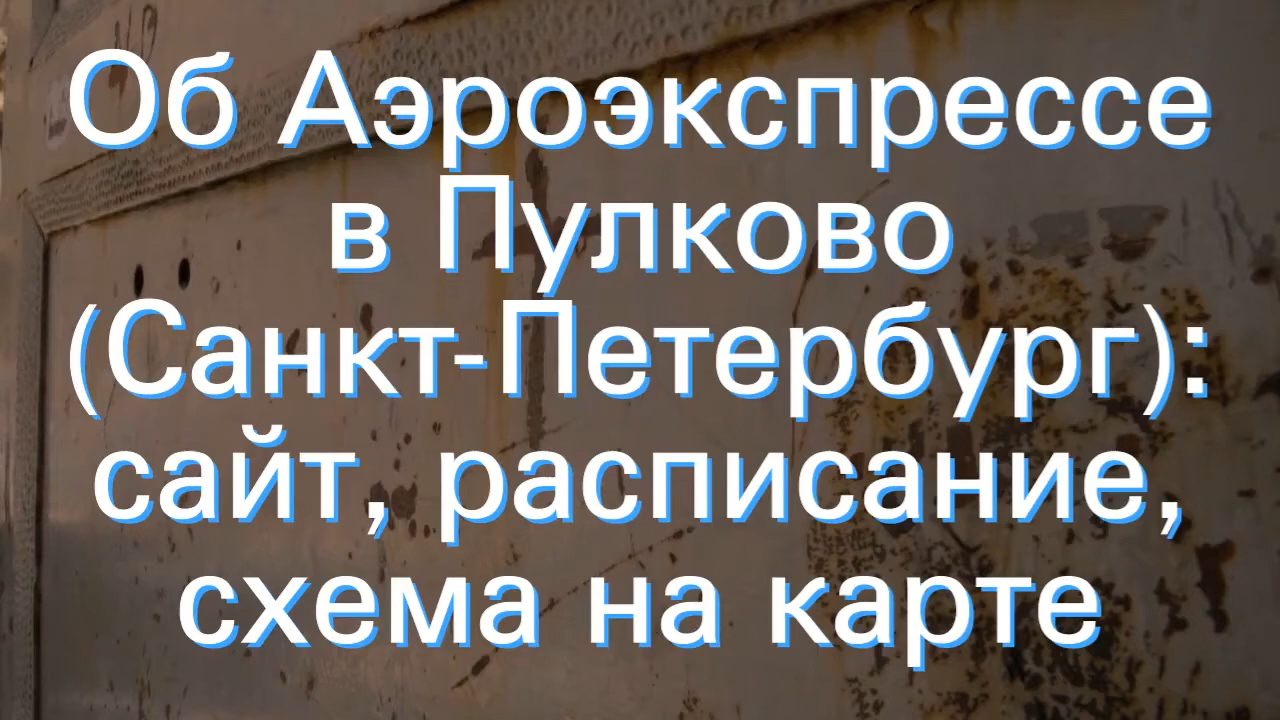 Об Аэроэкспрессе
в Пулково
(Санкт-Петербург):
сайт, расписание,
схема на карте